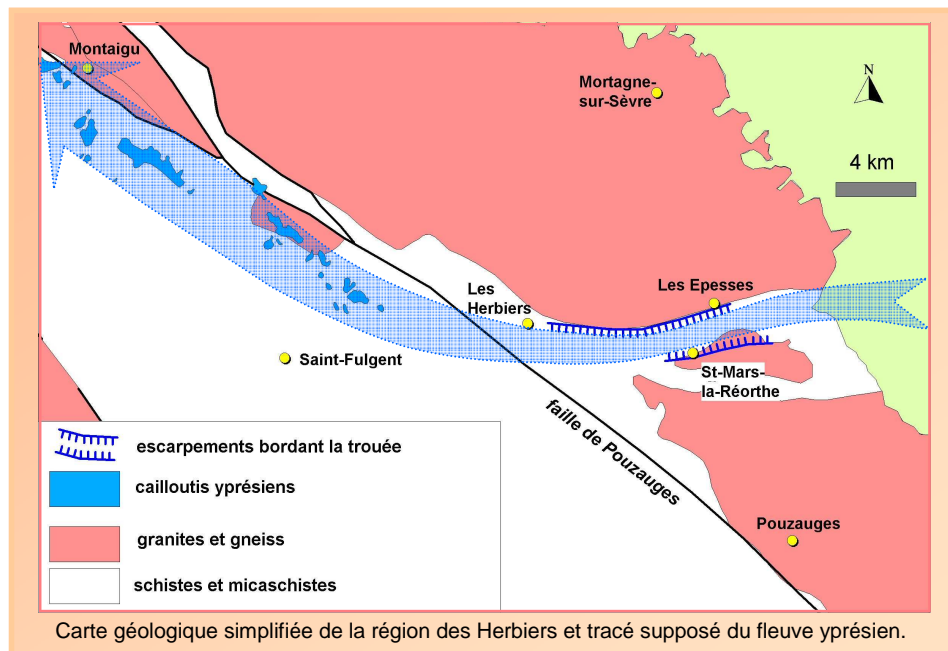 Montaigu
Mortagne-
sur-Sèvre
N
4 km
Les
Herbiers
Les Epesses
Saint-Fulgent
St-Mars-
la-Réorthe
faille de Pouzauges
Pouzauges
escarpements bordant la trouée
cailloutis yprésiens
granites et gneiss
schistes et micaschistes
Carte géologique simplifiée de la région des Herbiers et tracé supposé du fleuve yprésien.